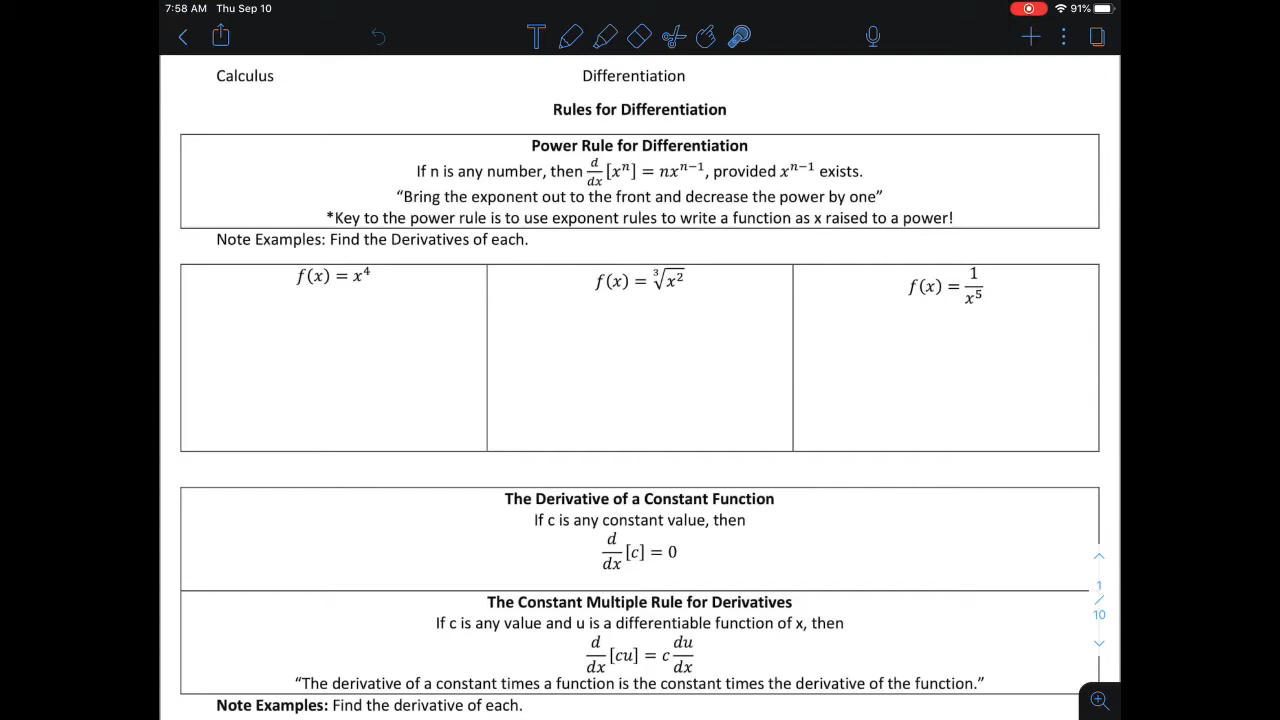 7:58 AM Thu Sep 10
91%
T
Calculus Differentiation
Rules for Differentiation
Power Rule for Differentiation
If n is any number, then d/dx [xⁿ] = nxⁿ⁻¹, provided xⁿ⁻¹ exists.
“Bring the exponent out to the front and decrease the power by one”
*Key to the power rule is to use exponent rules to write a function as x raised to a power!
Note Examples: Find the Derivatives of each.
f(x) = x⁴
f(x) = ∛x²
f(x) = 1/x⁵
The Derivative of a Constant Function
If c is any constant value, then
d/dx [c] = 0
The Constant Multiple Rule for Derivatives
If c is any value and u is a differentiable function of x, then
d/dx [cu] = c du/dx
“The derivative of a constant times a function is the constant times the derivative of the function.”
Note Examples: Find the derivative of each.
1
/
10